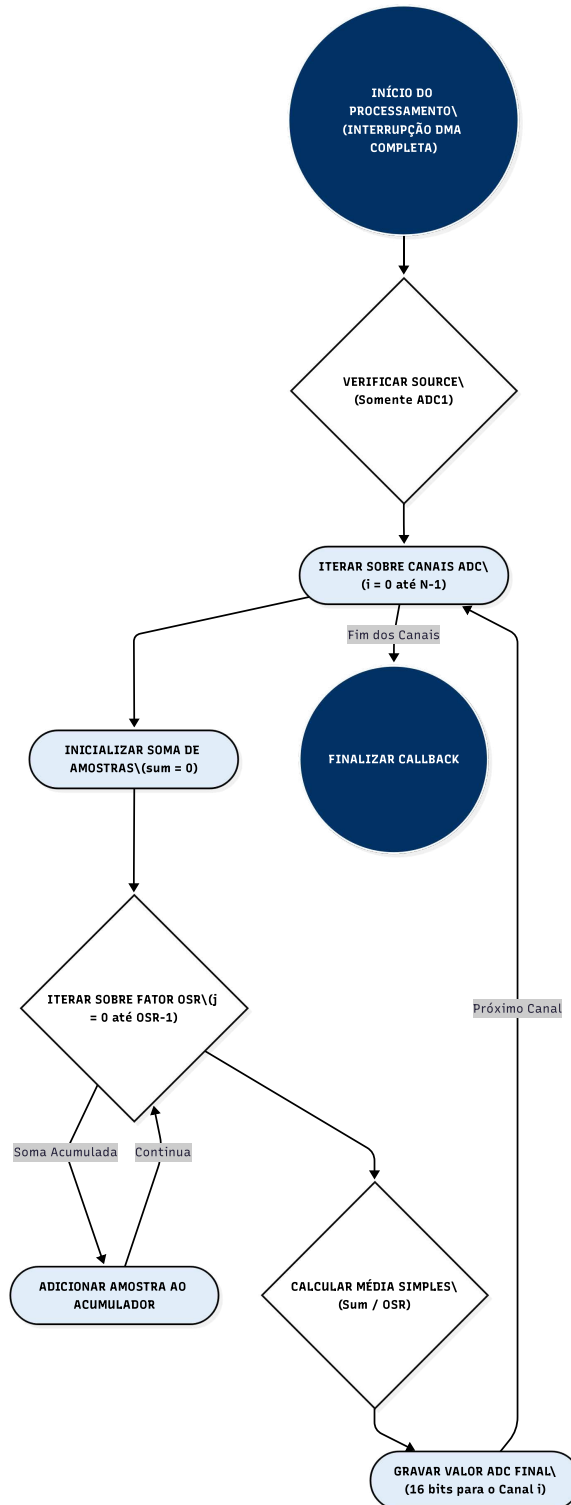 INÍCIO DO
PROCESSAMENTO\
(INTERRUPÇÃO DMA
COMPLETA)
VERIFICAR SOURCE\
(Somente ADC1)
ITERAR SOBRE CANAIS ADC\
(i = 0 até N-1)
Fim dos Canais
INICIALIZAR SOMA DE
AMOSTRAS\(sum = 0)
FINALIZAR CALLBACK
ITERAR SOBRE FATOR OSR\(j
= 0 até OSR-1)
Próximo Canal
Soma Acumulada
Continua
ADICIONAR AMOSTRA AO
ACUMULADOR
CALCULAR MÉDIA SIMPLES\
(Sum / OSR)
GRAVAR VALOR ADC FINAL\
(16 bits para o Canal i)